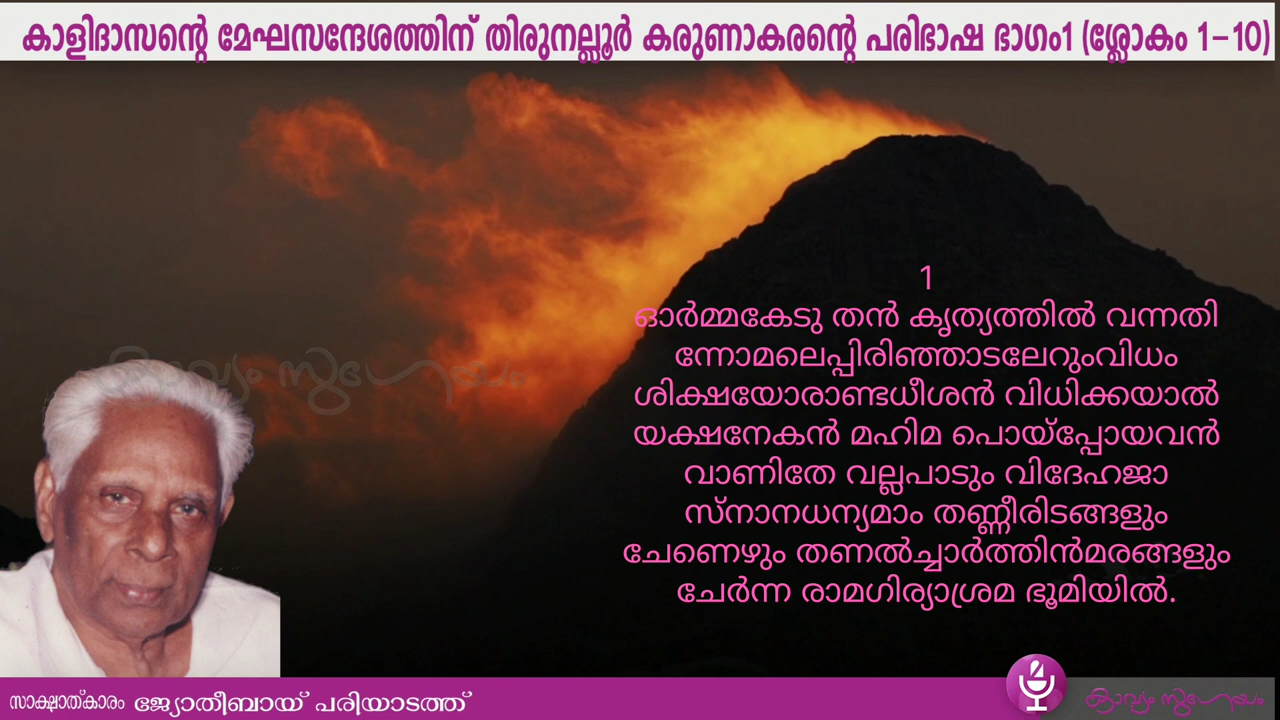 കാളിദാസന്റെ മേഘസന്ദേശത്തിന് തിരുനല്ലൂർ കരുണാകരന്റെ പരിഭാഷ ഭാഗം1 (ശ്ലോകം 1-10)
1
ഓർമ്മകേടു തൻ കൃത്യത്തിൽ വന്നതി
ന്നോമലെപ്പിരിഞ്ഞാടലേറുംവിധം
ശിക്ഷയോരാണ്ടധീശൻ വിധിക്കയാൽ
യക്ഷനേകൻ മഹിമ പൊയ്പ്പോയവൻ
വാണിതേ വല്ലപാടും വിദേഹജാ
സ്നാനധന്യമാം തണ്ണീരിടങ്ങളും
ചേണെഴും തണൽച്ചാർത്തിൻമരങ്ങളും
ചേർന്ന രാമഗിര്യാശ്രമ ഭൂമിയിൽ.
കാവ്യം സുഗേയം
സാക്ഷാത്കാരം ജ്യോതീബായ് പരിയാടത്ത്
കാവ്യം സുഗേയം